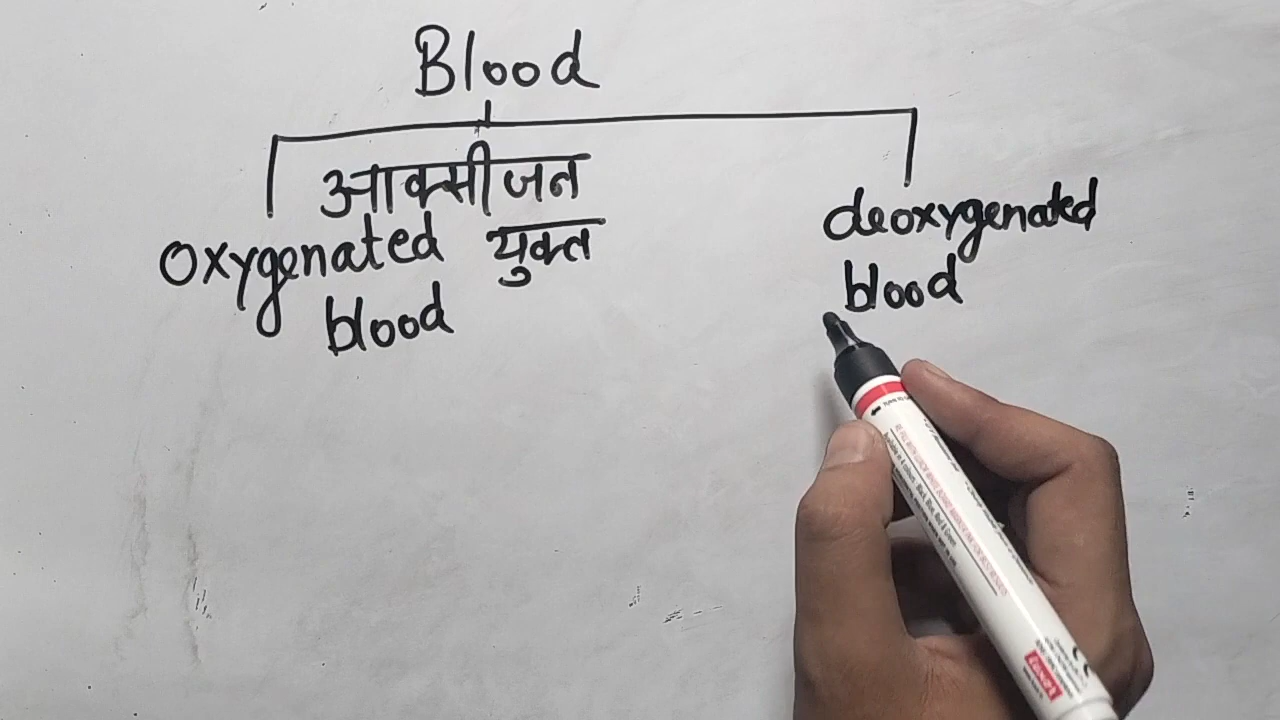 Blood
आक्सीजन
oxygenated युक्त
blood
deoxygenated
blood